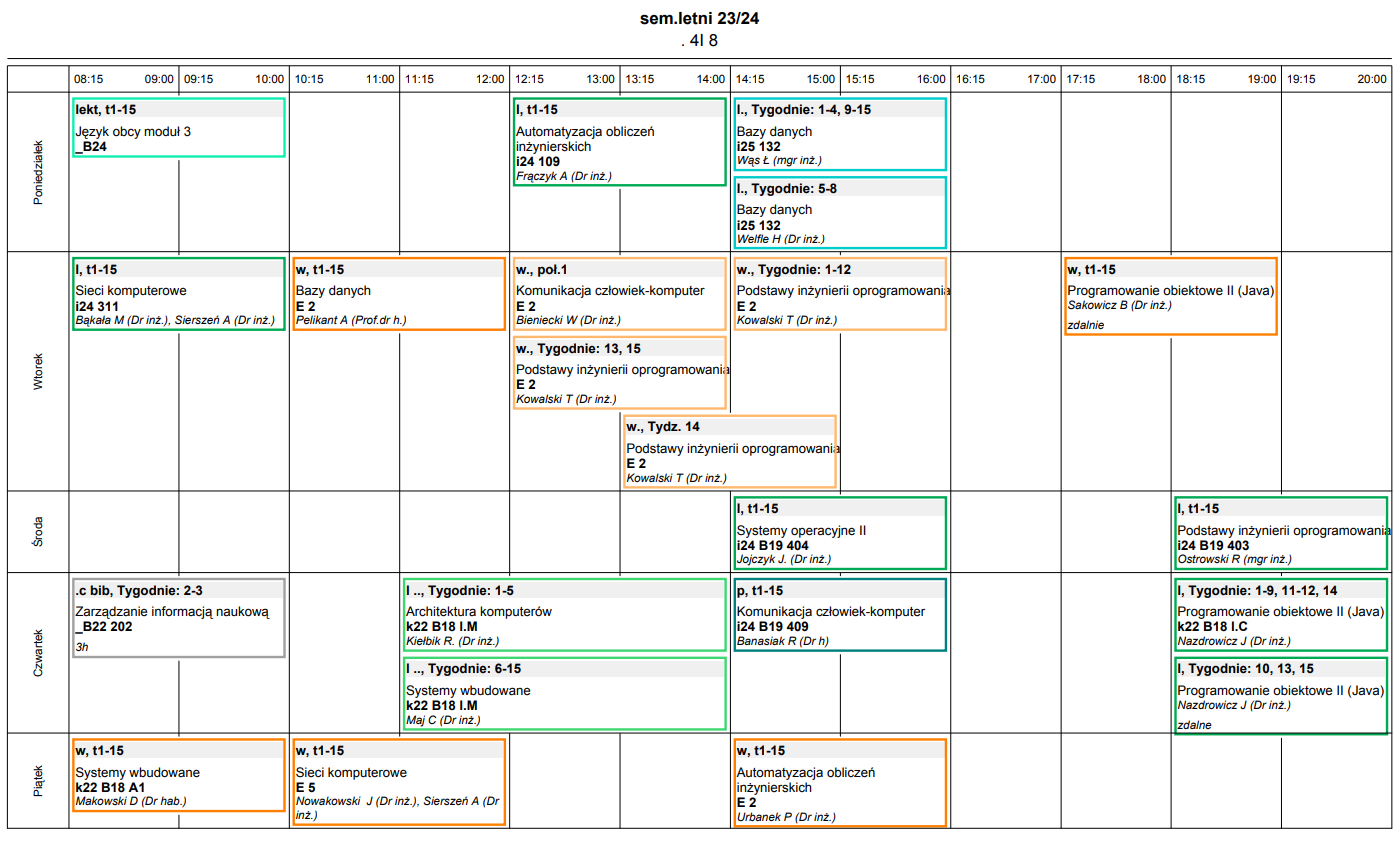 sem.letni 23/24
. 4I 8
08:15 09:00 09:15 10:00 10:15 11:00 11:15 12:00 12:15 13:00 13:15 14:00 14:15 15:00 15:15 16:00 16:15 17:00 17:15 18:00 18:15 19:00 19:15 20:00
Poniedziałek
lekt, t1-15
Język obcy moduł 3
_B24
l, t1-15
Automatyzacja obliczeń
inżynierskich
i24 109
Frączyk A (Dr inż.)
l., Tygodnie: 1-4, 9-15
Bazy danych
i25 132
Wąs Ł (mgr inż.)
l., Tygodnie: 5-8
Bazy danych
i25 132
Welfle H (Dr inż.)
Wtorek
l, t1-15
Sieci komputerowe
i24 311
Bąkała M (Dr inż.), Sierszeń A (Dr inż.)
w, t1-15
Bazy danych
E 2
Pelikant A (Prof.dr h.)
w., poł.1
Komunikacja człowiek-komputer
E 2
Bieniecki W (Dr inż.)
w., Tygodnie: 13, 15
Podstawy inżynierii oprogramowania
E 2
Kowalski T (Dr inż.)
w., Tydz. 14
Podstawy inżynierii oprogramowania
E 2
Kowalski T (Dr inż.)
w., Tygodnie: 1-12
Podstawy inżynierii oprogramowania
E 2
Kowalski T (Dr inż.)
w, t1-15
Programowanie obiektowe II (Java)
Sakowicz B (Dr inż.)
zdalnie
Środa
l, t1-15
Systemy operacyjne II
i24 B19 404
Jojczyk J. (Dr inż.)
l, t1-15
Podstawy inżynierii oprogramowania
i24 B19 403
Ostrowski R (mgr inż.)
Czwartek
.c bib, Tygodnie: 2-3
Zarządzanie informacją naukową
_B22 202
3h
l .., Tygodnie: 1-5
Architektura komputerów
k22 B18 I.M
Kiełbik R. (Dr inż.)
l .., Tygodnie: 6-15
Systemy wbudowane
k22 B18 I.M
Maj C (Dr inż.)
p, t1-15
Komunikacja człowiek-komputer
i24 B19 409
Banasiak R (Dr h)
l, Tygodnie: 1-9, 11-12, 14
Programowanie obiektowe II (Java)
k22 B18 I.C
Nazdrowicz J (Dr inż.)
l, Tygodnie: 10, 13, 15
Programowanie obiektowe II (Java)
Nazdrowicz J (Dr inż.)
zdalne
Piątek
w, t1-15
Systemy wbudowane
k22 B18 A1
Makowski D (Dr hab.)
w, t1-15
Sieci komputerowe
E 5
Nowakowski J (Dr inż.), Sierszeń A (Dr
inż.)
w, t1-15
Automatyzacja obliczeń
inżynierskich
E 2
Urbanek P (Dr inż.)